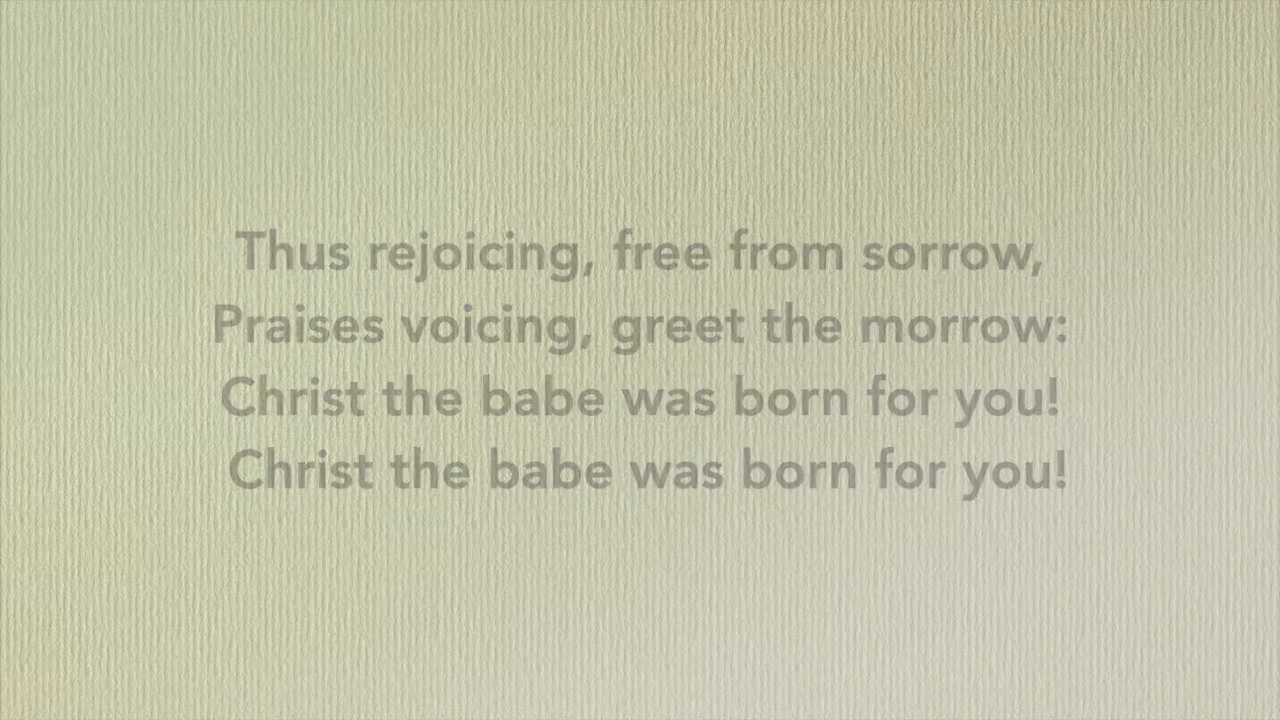 Thus rejoicing, free from sorrow,
Praises voicing, greet the morrow:
Christ the babe was born for you!
Christ the babe was born for you!